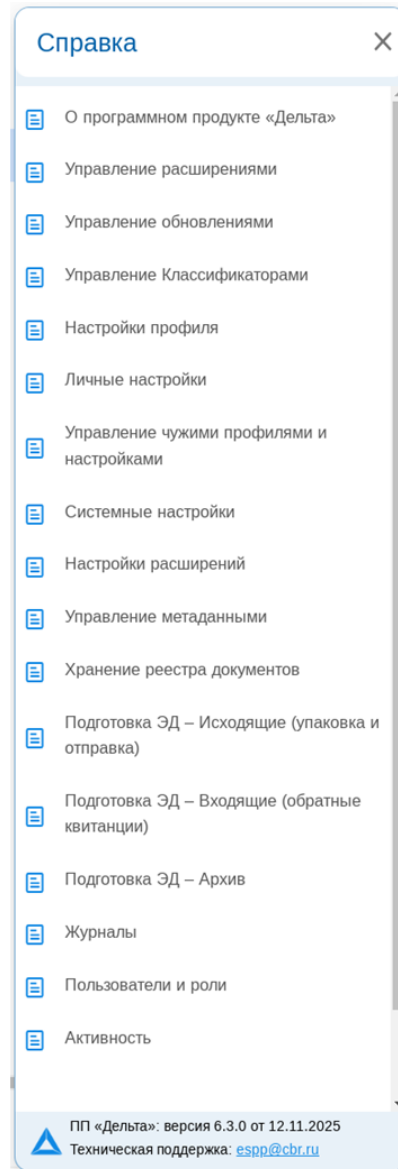 Справка
О программном продукте «Дельта»
Управление расширениями
Управление обновлениями
Управление Классификаторами
Настройки профиля
Личные настройки
Управление чужими профилями и
настройками
Системные настройки
Настройки расширений
Управление метаданными
Хранение реестра документов
Подготовка ЭД – Исходящие (упаковка и
отправка)
Подготовка ЭД – Входящие (обратные
квитанции)
Подготовка ЭД – Архив
Журналы
Пользователи и роли
Активность
ПП «Дельта»: версия 6.3.0 от 12.11.2025
Техническая поддержка: espp@cbr.ru